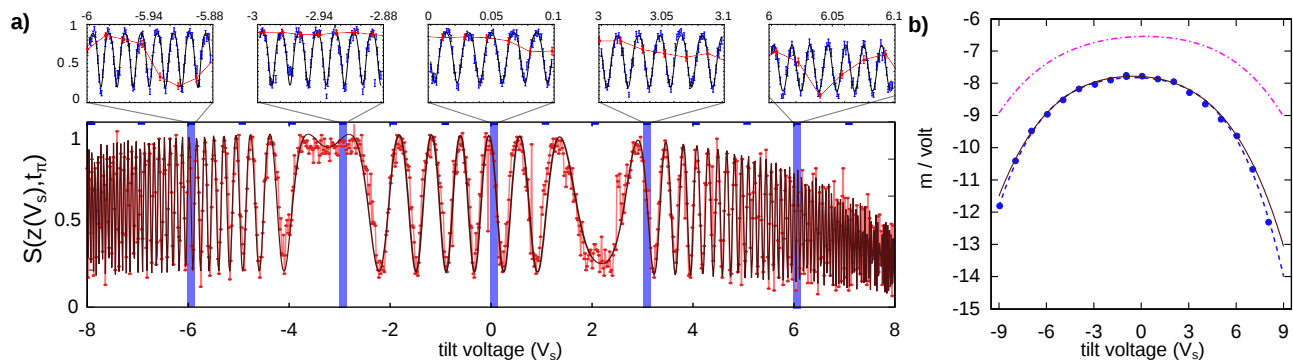 a)
-6 -5.94 -5.88
-3 -2.94 -2.88
0 0.05 0.1
3 3.05 3.1
6 6.05 6.1
1
0.5
0
S(z(Vₛ),t_π)
1
0.5
0
-8 -6 -4 -2 0 2 4 6 8
tilt voltage (Vₛ)
b)
m / volt
-6
-7
-8
-9
-10
-11
-12
-13
-14
-15
-9 -6 -3 0 3 6 9
tilt voltage (Vₛ)